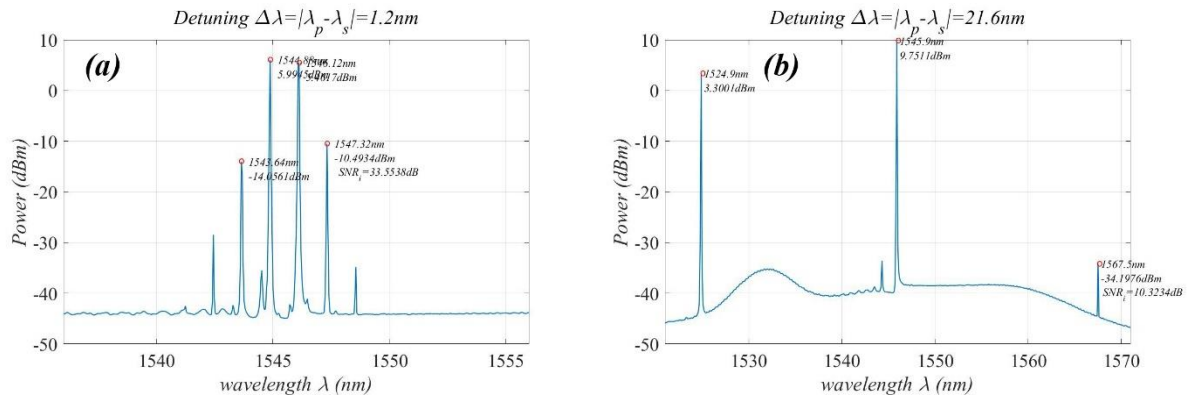 Detuning Δλ=|λp-λs|=1.2nm
(a)
10
0
-10
-20
-30
-40
-50
Power (dBm)
1543.64nm
-14.0561dBm
1546.12nm
1547.32nm
-10.4934dBm
SNRi=33.5538dB
1540
1545
1550
1555
wavelength λ (nm)
Detuning Δλ=|λp-λs|=21.6nm
(b)
10
0
-10
-20
-30
-40
-50
Power (dBm)
1524.9nm
3.3001dBm
1545.9nm
9.7511dBm
1567.5nm
-34.1976dBm
SNRi=10.3234dB
1530
1540
1550
1560
1570
wavelength λ (nm)